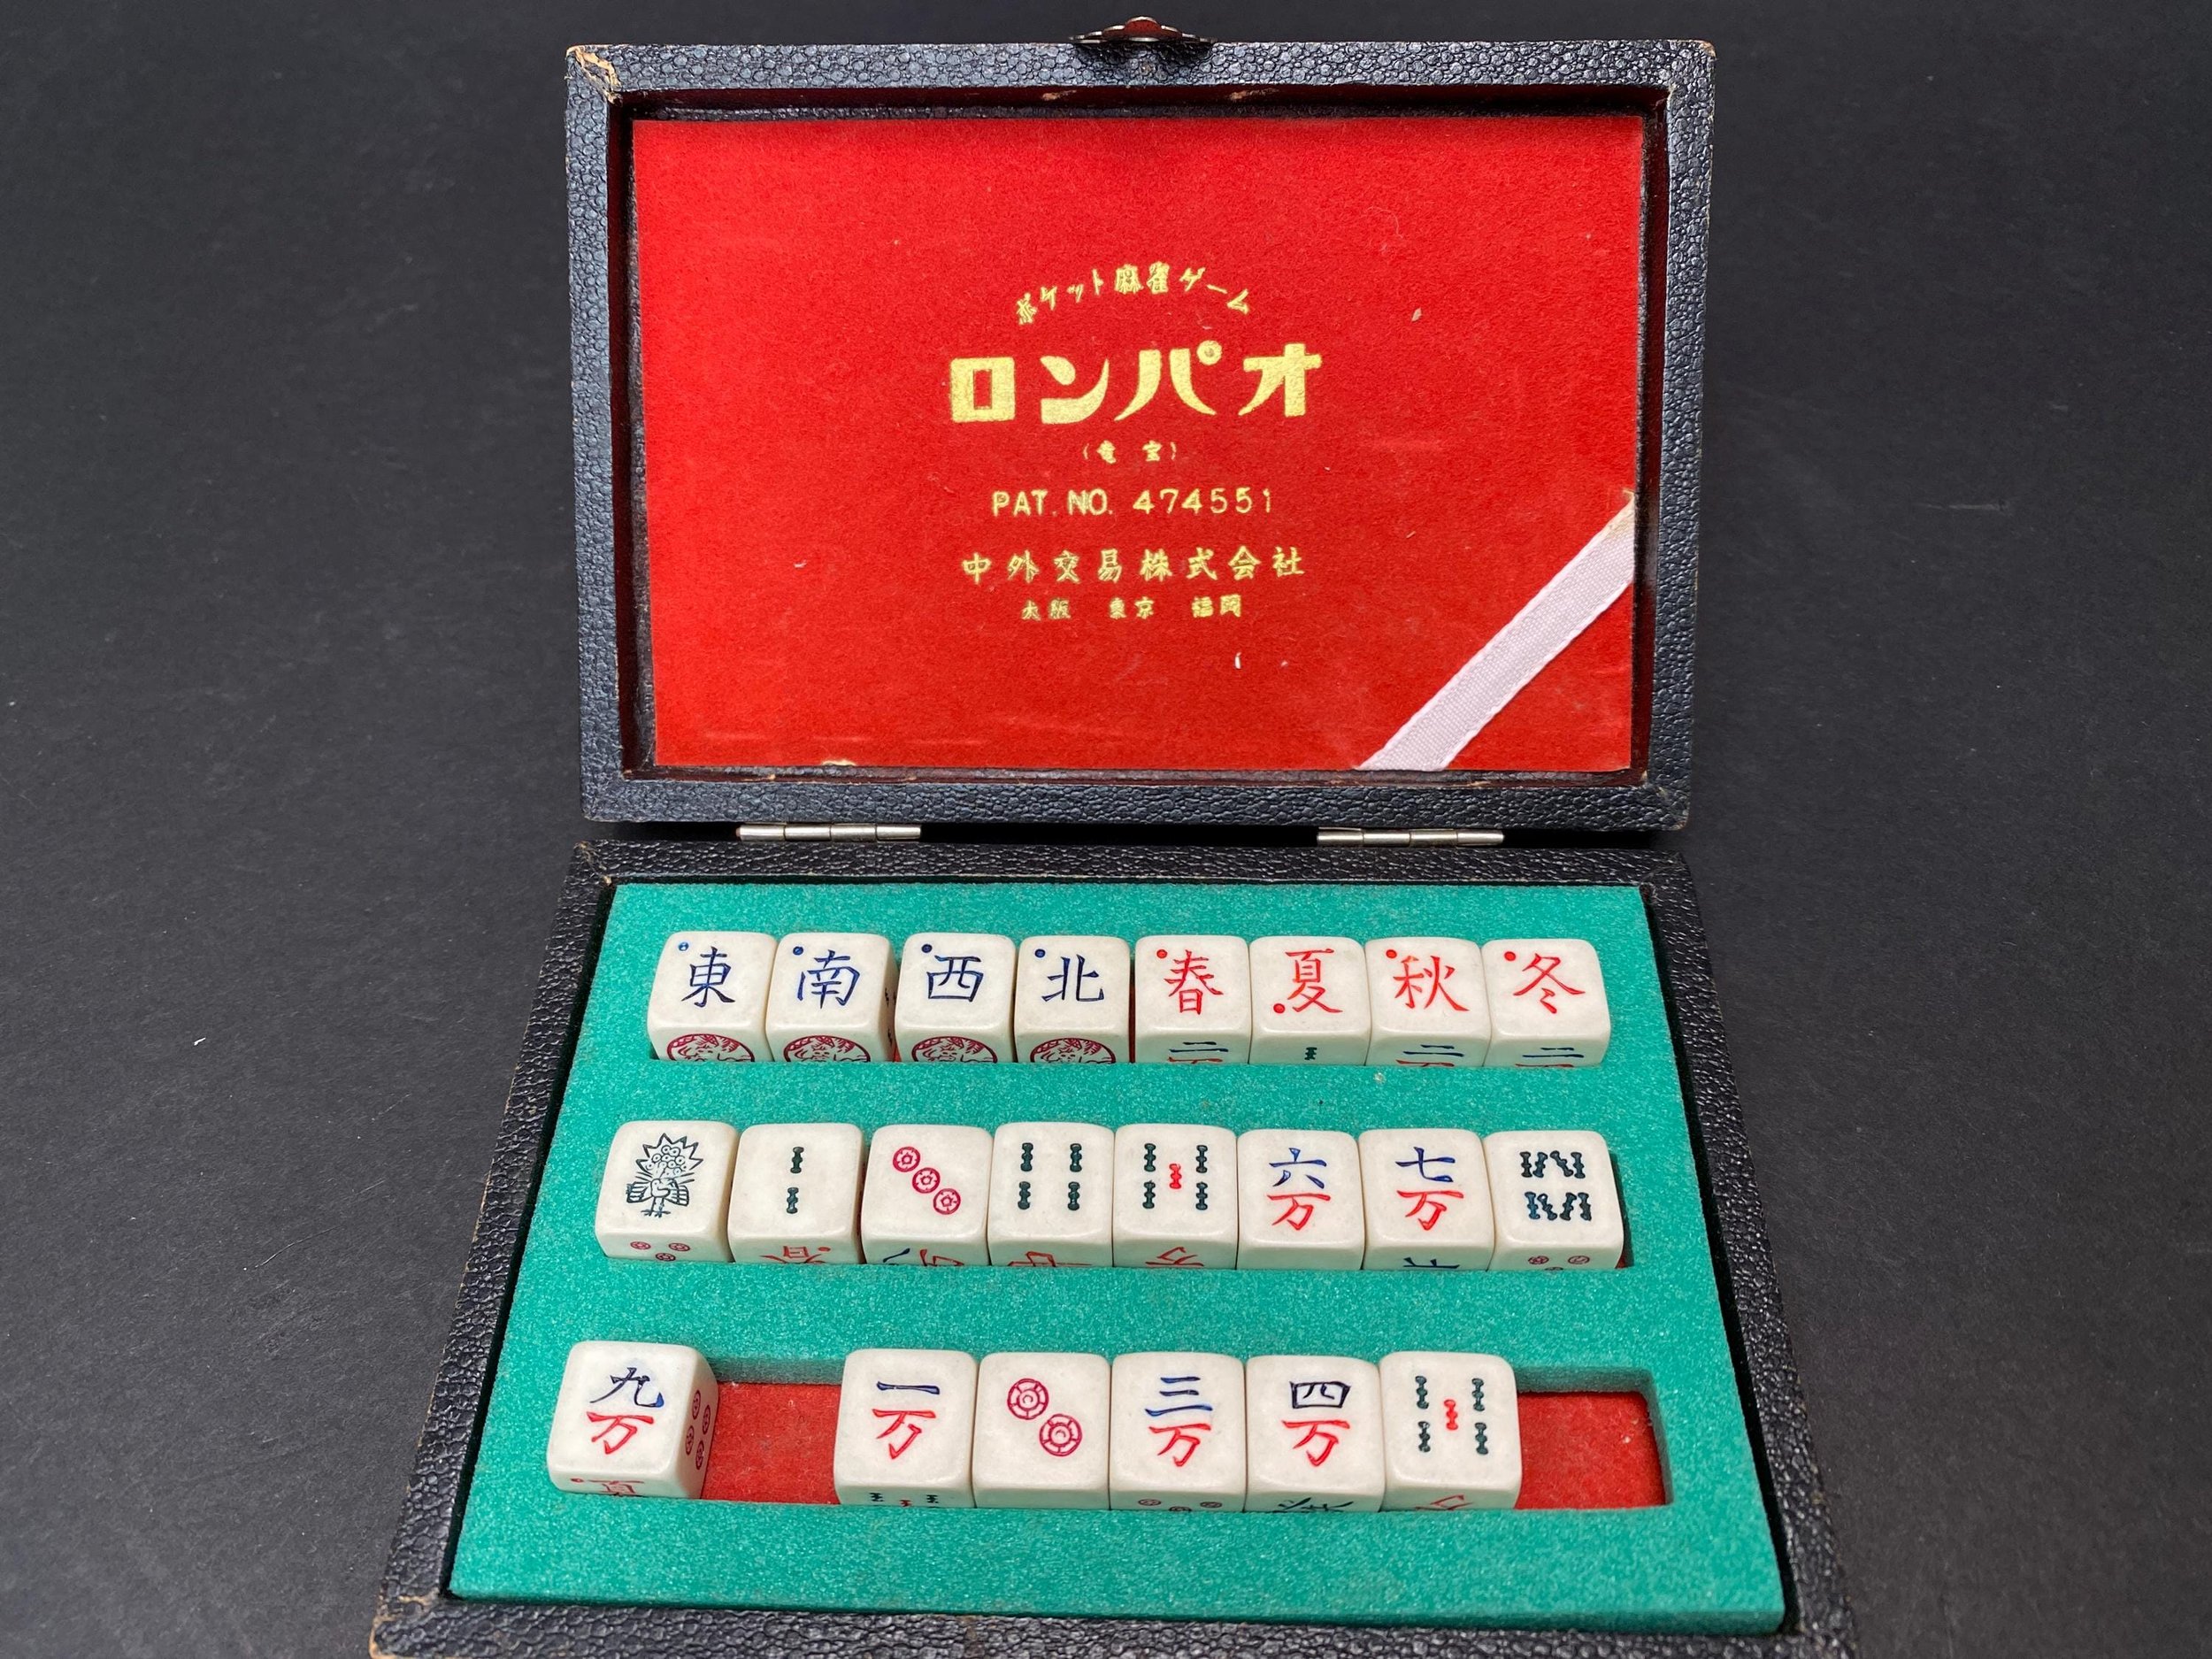 ポケット麻雀ゲーム
ロンパオ
(竜宝)
PAT. NO. 474551
中外交易株式会社
大阪 東京 福岡
東 南 西 北 春 夏 秋 冬
六万 七万
九万 一万 三万 四万